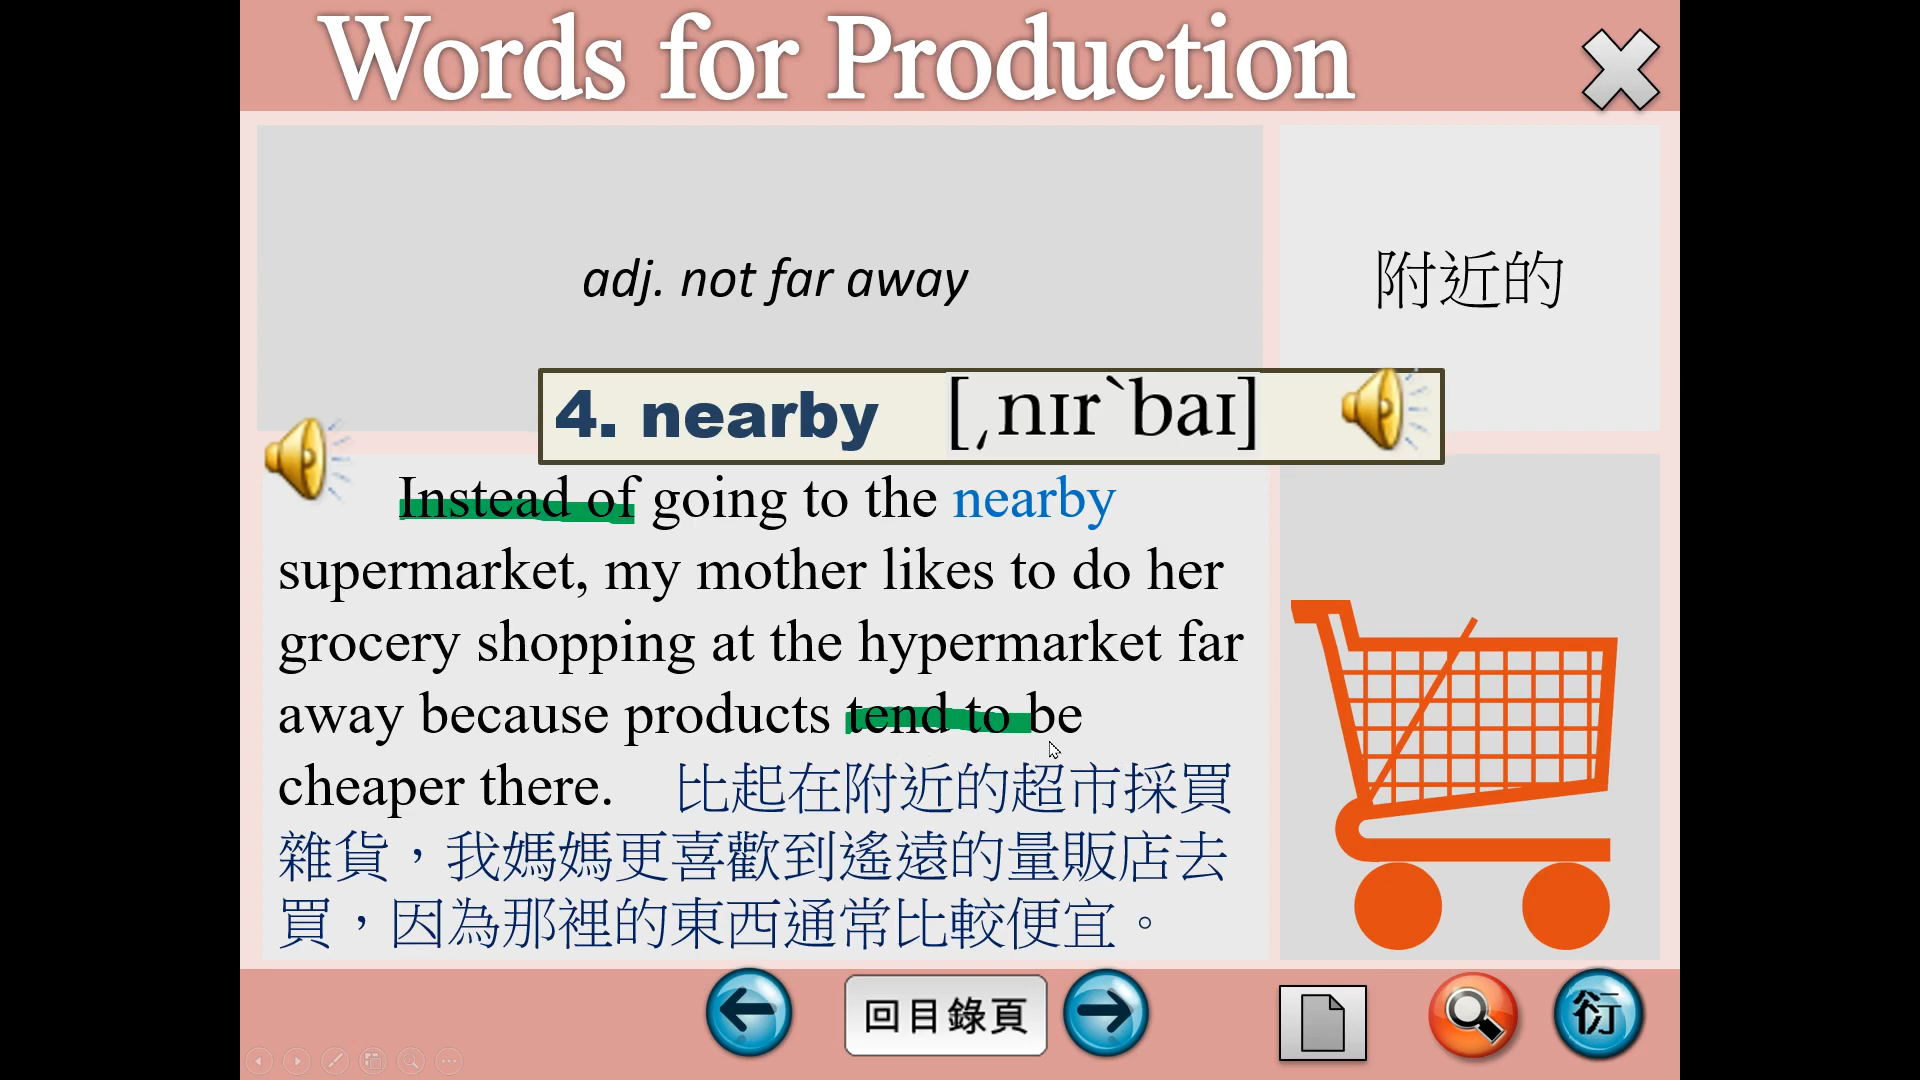 Words for Production
adj. not far away
附近的
4. nearby [ˏnɪrˋbaɪ]
Instead of going to the nearby
supermarket, my mother likes to do her
grocery shopping at the hypermarket far
away because products tend to be
cheaper there. 比起在附近的超市採買
雜貨，我媽媽更喜歡到遙遠的量販店去
買，因為那裡的東西通常比較便宜。
回目錄頁
衍